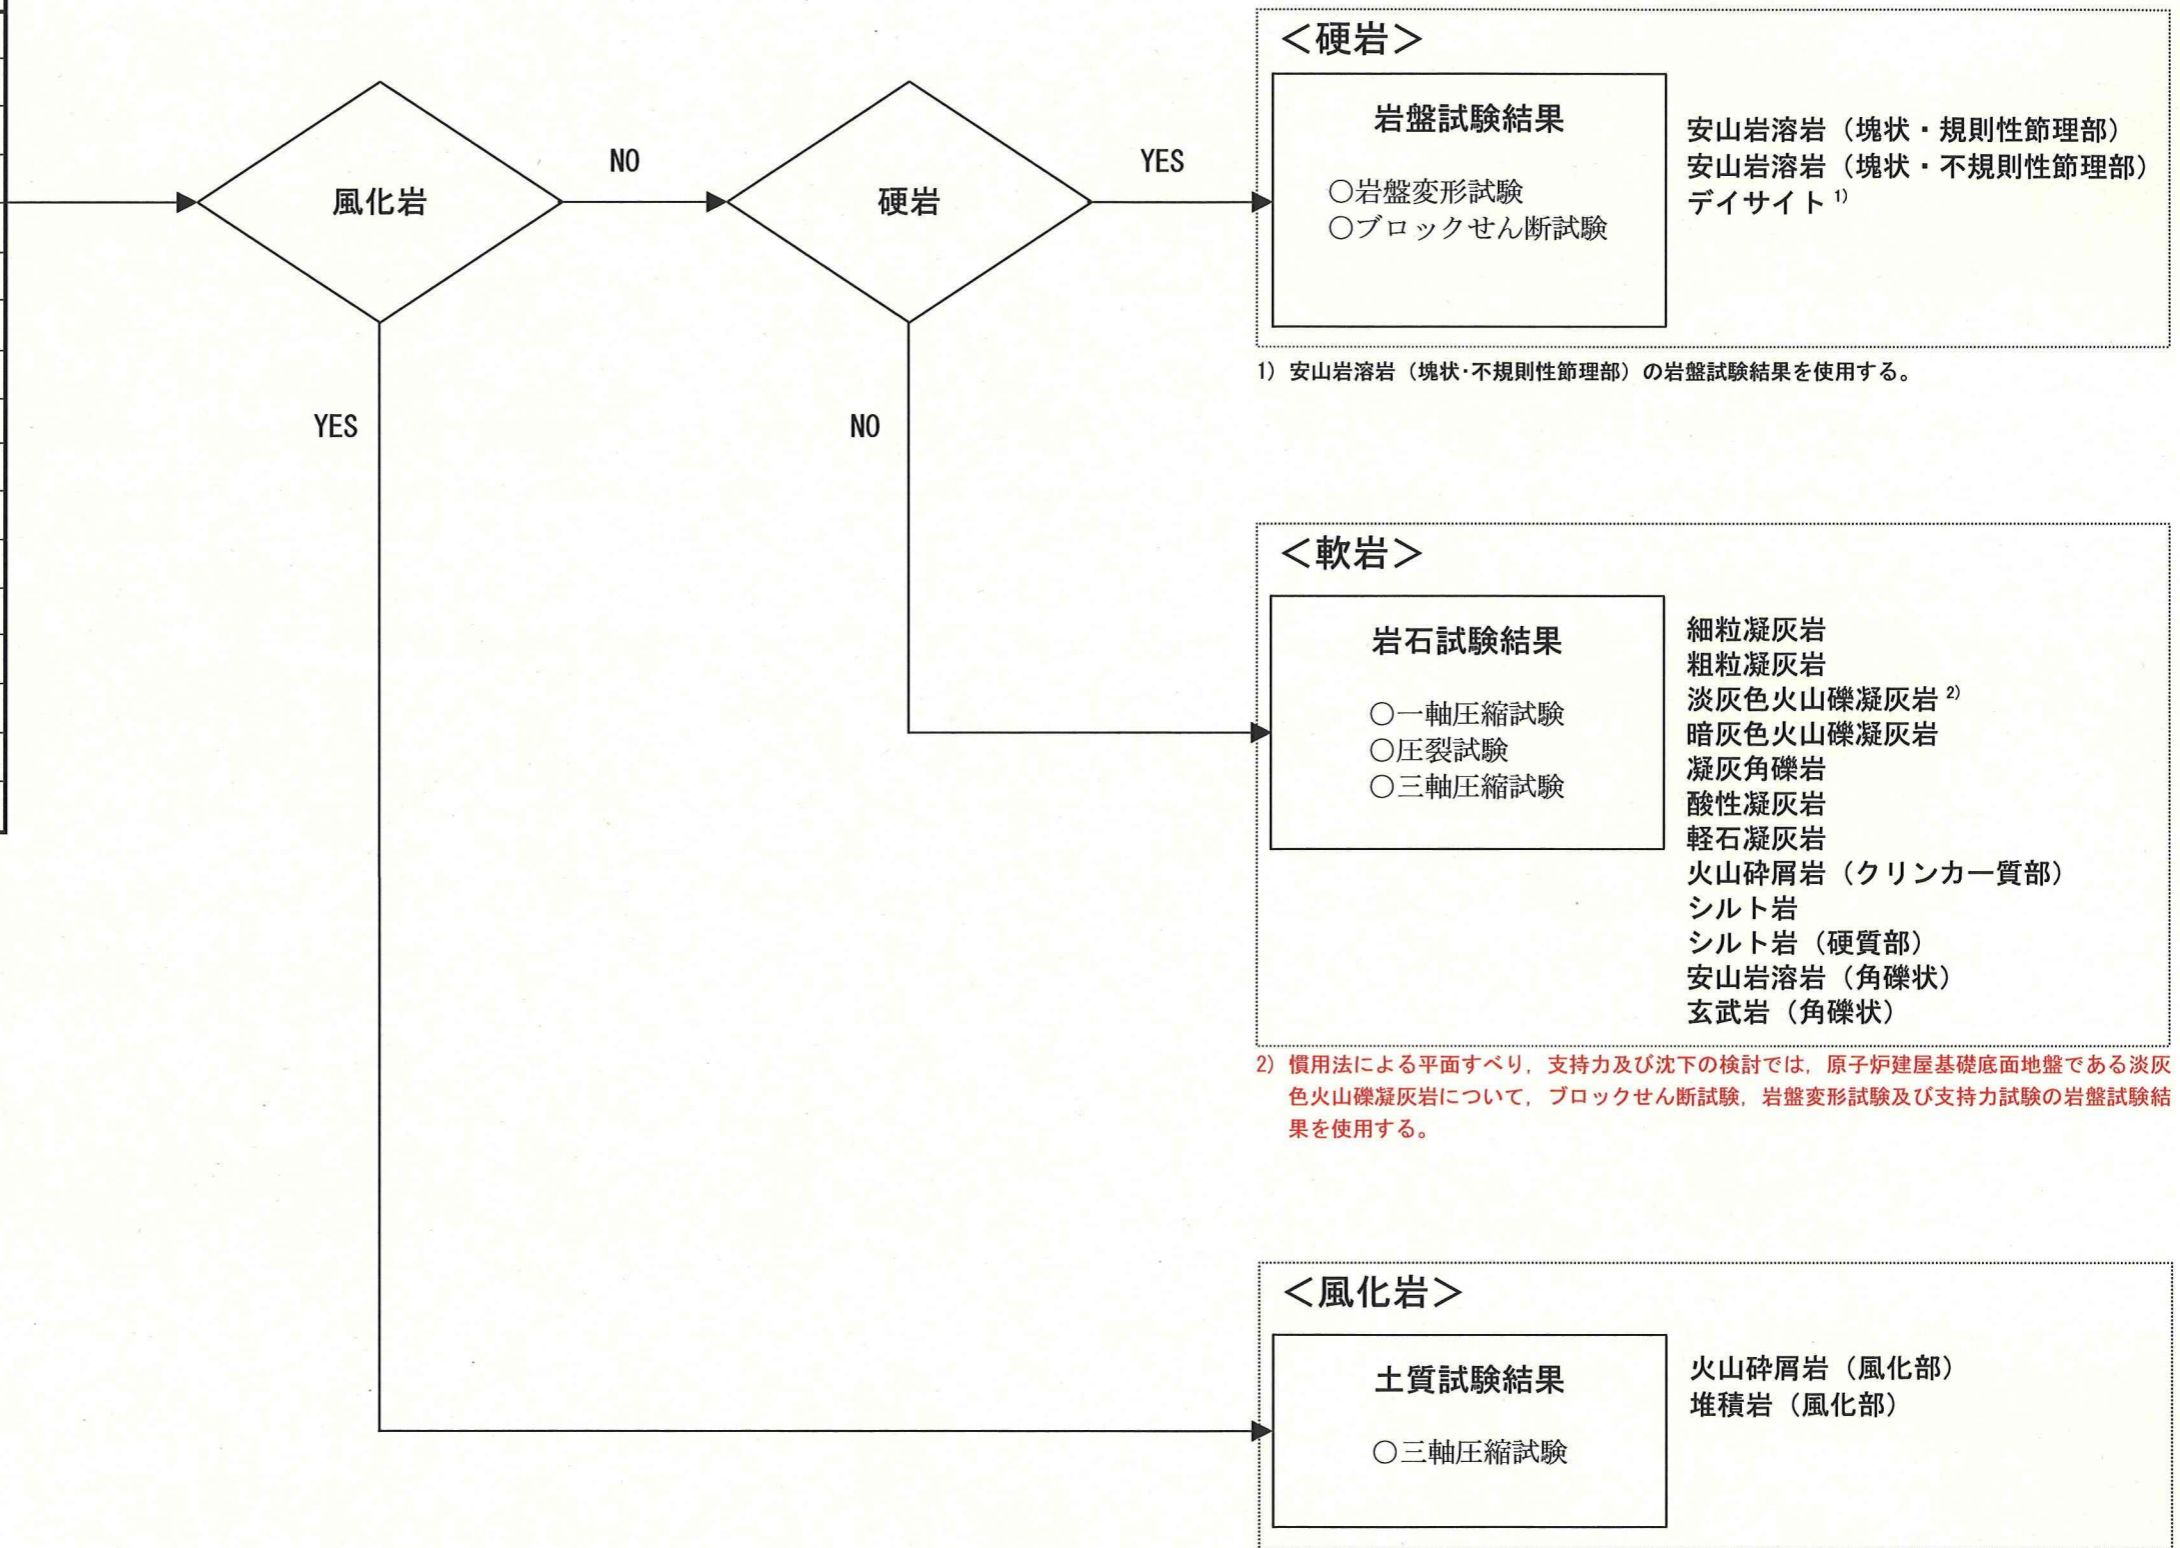 風化岩
NO
YES
硬岩
YES
NO
＜硬岩＞
岩盤試験結果
○岩盤変形試験
○ブロックせん断試験
安山岩溶岩（塊状・規則性節理部）
安山岩溶岩（塊状・不規則性節理部）
デイサイト 1)
1) 安山岩溶岩（塊状･不規則性節理部）の岩盤試験結果を使用する。
＜軟岩＞
岩石試験結果
○一軸圧縮試験
○圧裂試験
○三軸圧縮試験
細粒凝灰岩
粗粒凝灰岩
淡灰色火山礫凝灰岩 2)
暗灰色火山礫凝灰岩
凝灰角礫岩
酸性凝灰岩
軽石凝灰岩
火山砕屑岩（クリンカー質部）
シルト岩
シルト岩（硬質部）
安山岩溶岩（角礫状）
玄武岩（角礫状）
2) 慣用法による平面すべり，支持力及び沈下の検討では，原子炉建屋基礎底面地盤である淡灰
色火山礫凝灰岩について，ブロックせん断試験，岩盤変形試験及び支持力試験の岩盤試験結
果を使用する。
＜風化岩＞
土質試験結果
○三軸圧縮試験
火山砕屑岩（風化部）
堆積岩（風化部）